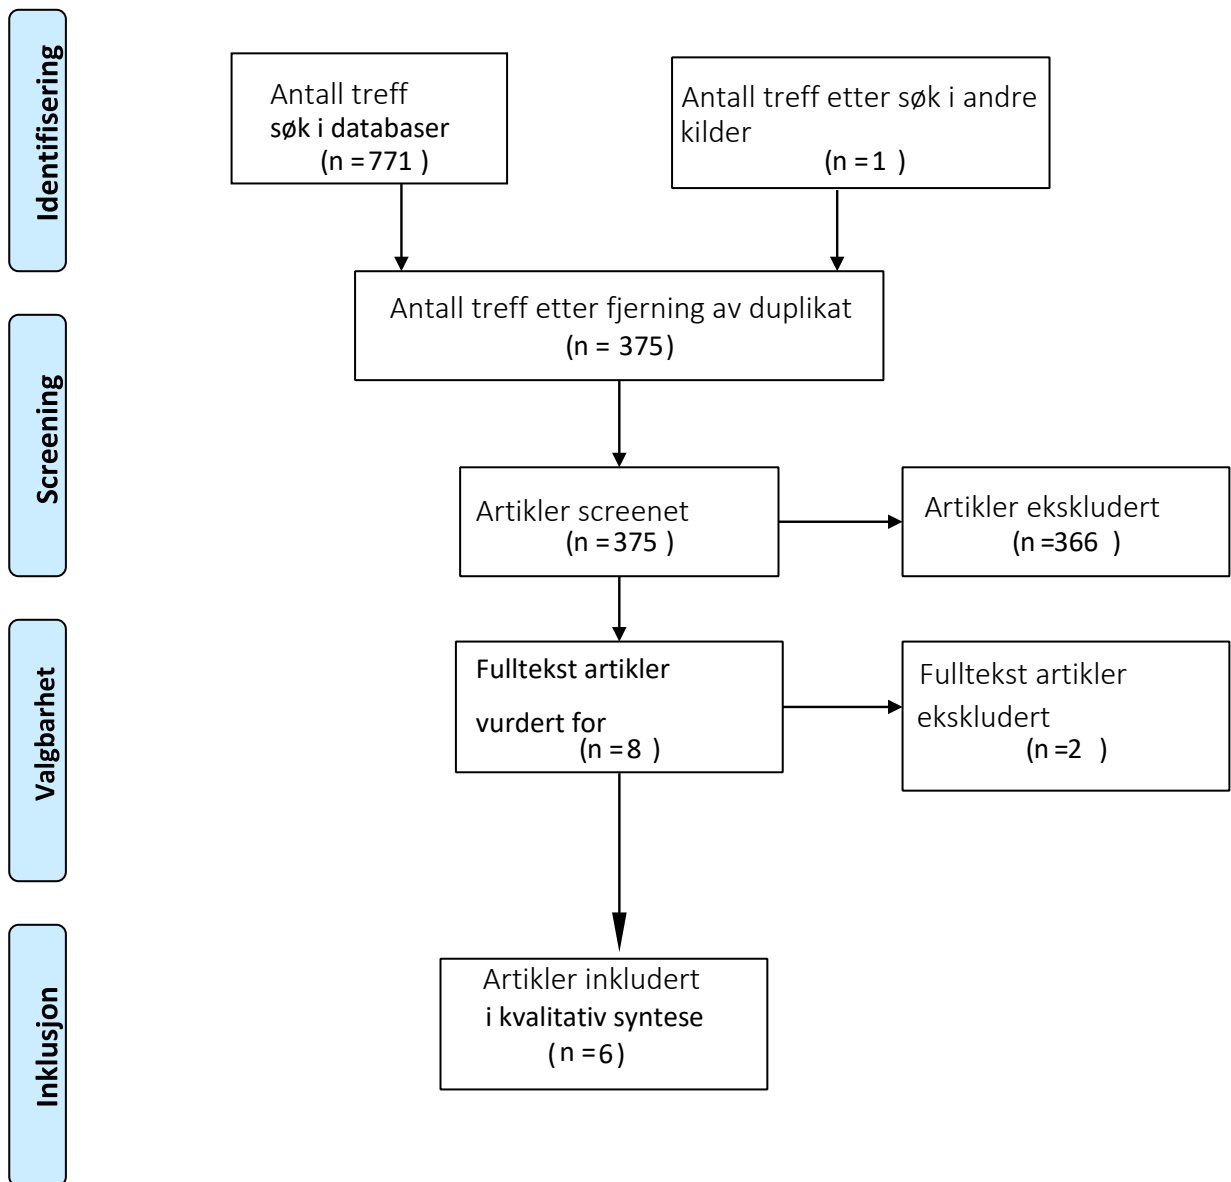 Identifisering
Antall treff
søk i databaser
(n = 771 )
Antall treff etter søk i andre
kilder
(n = 1 )
Antall treff etter fjerning av duplikat
(n = 375)
Screening
Artikler screenet
(n = 375 )
Artikler ekskludert
(n =366 )
Valgbarhet
Fulltekst artikler
vurdert for
(n = 8 )
Fulltekst artikler
ekskludert
(n =2 )
Inklusjon
Artikler inkludert
i kvalitativ syntese
(n = 6)